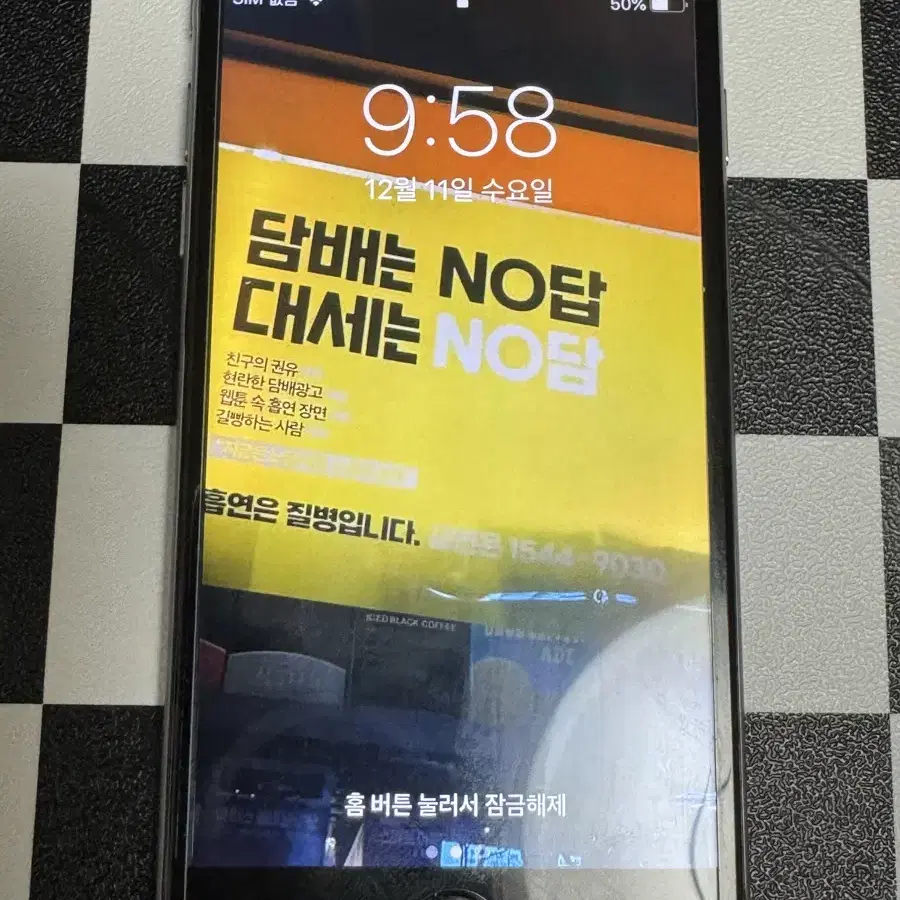 SIM 없음
50%
9:58
12월 11일 수요일
담배는 NO답
대세는 NO담
친구의 권유
현란한 담배광고
웹툰 속 흡연 장면
길빵하는 사람
흡연은 질병입니다.
1544-9030
ICED BLACK COFFEE
홈 버튼 눌러서 잠금해제